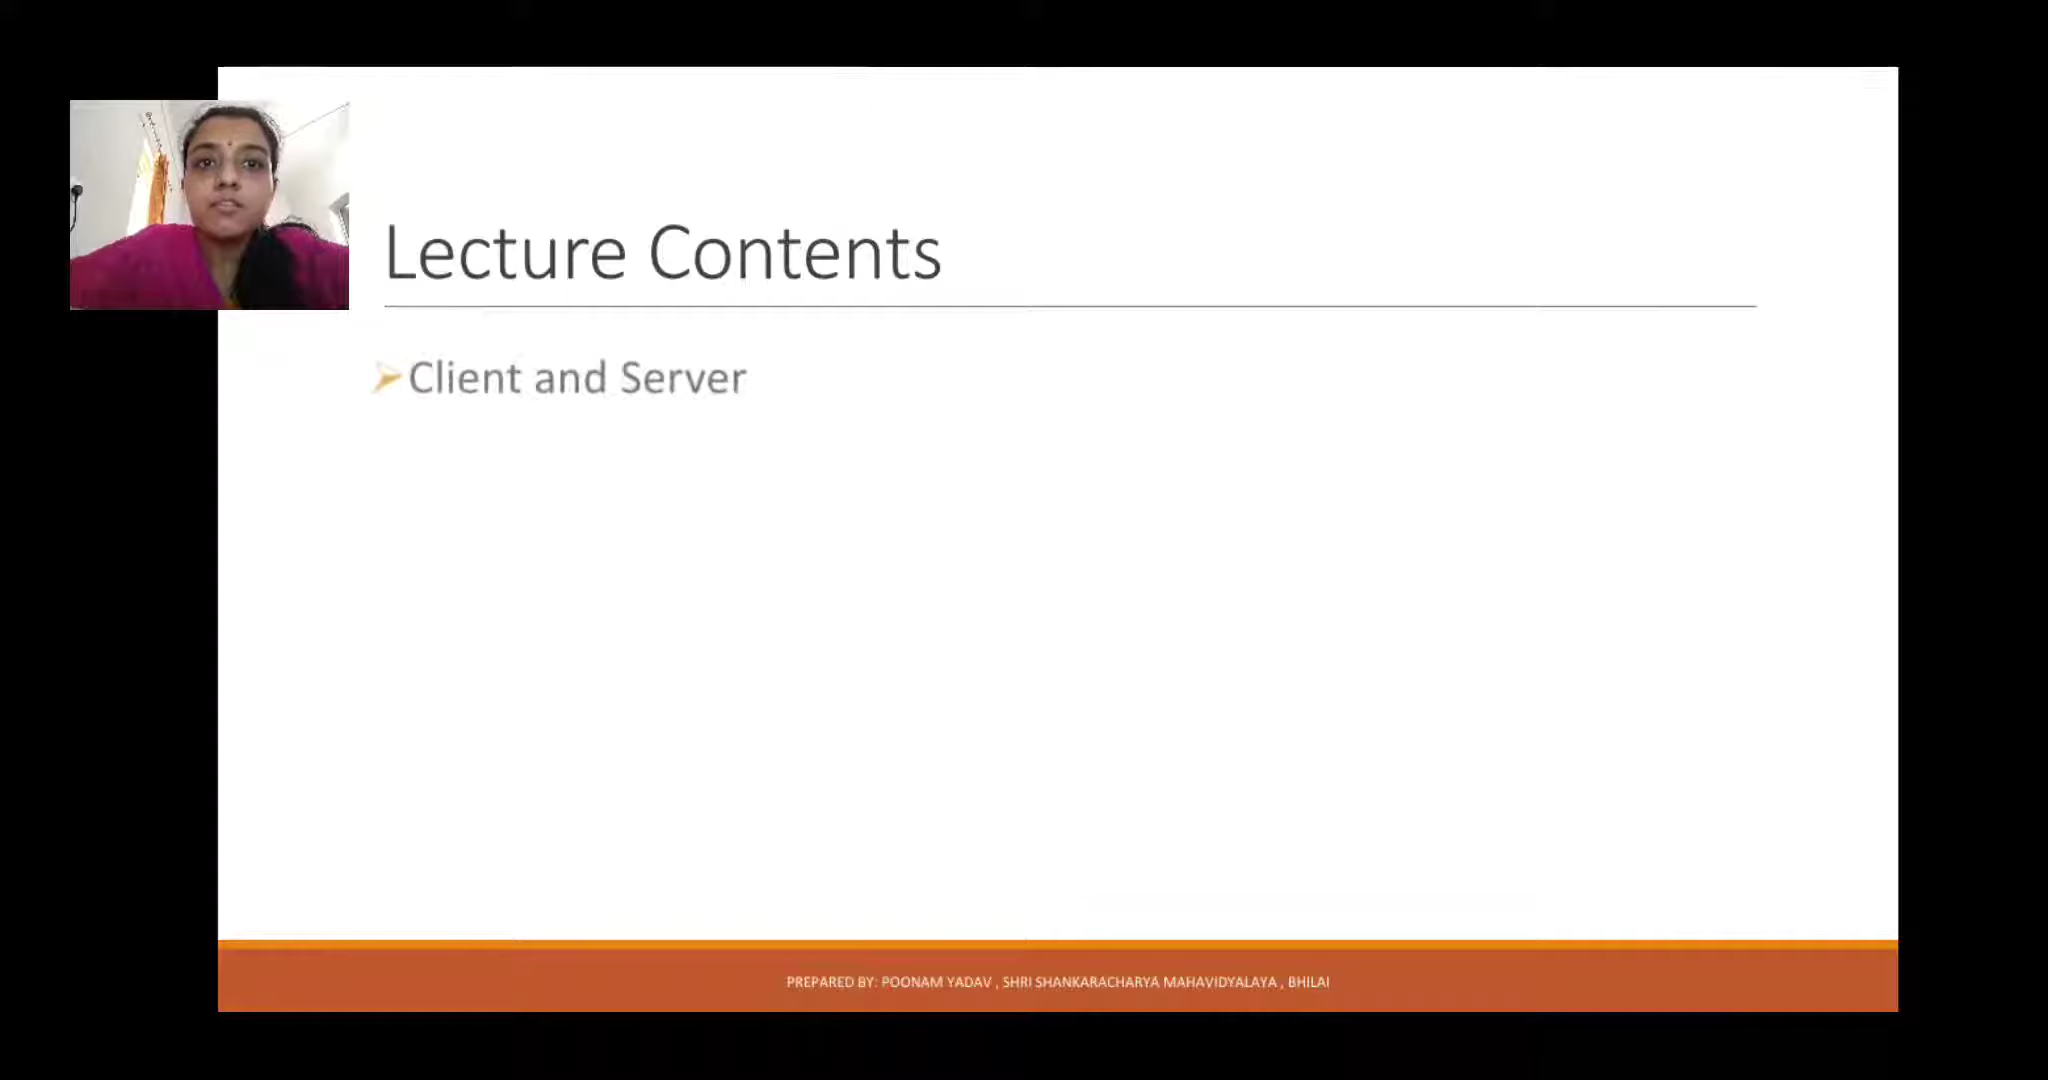 Lecture Contents
Client and Server
PREPARED BY: POONAM YADAV , SHRI SHANKARACHARYA MAHAVIDYALAYA , BHILAI